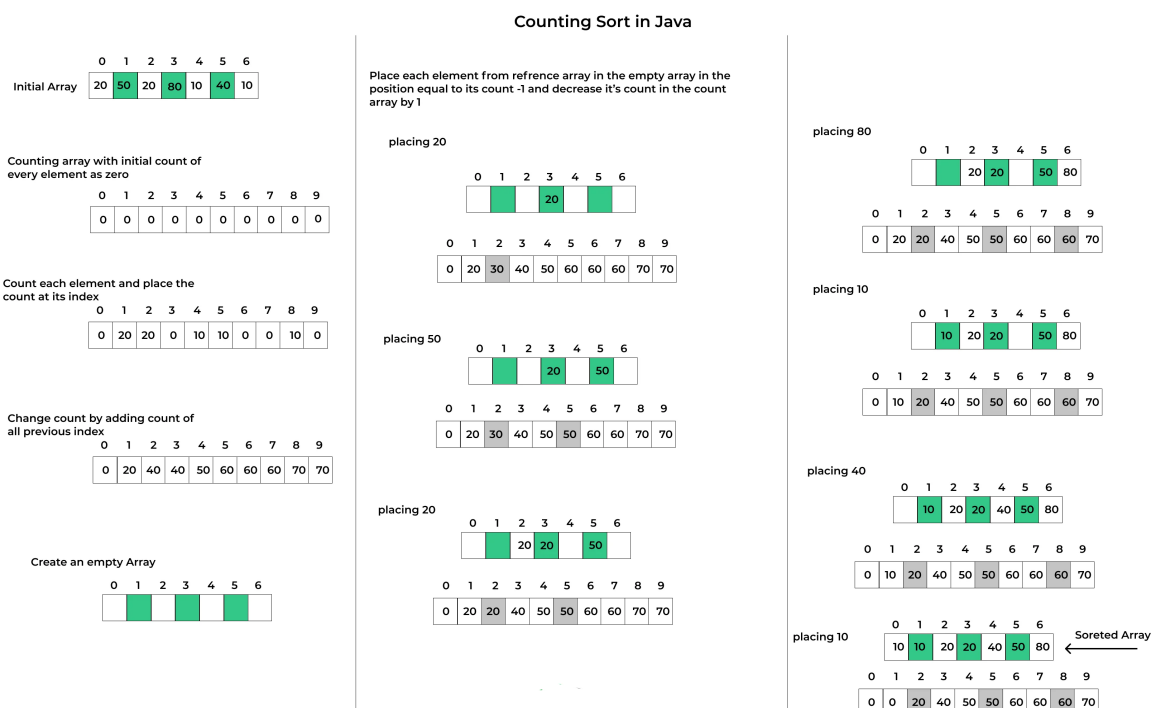 Counting Sort in Java
0 1 2 3 4 5 6
Initial Array 20 50 20 80 10 40 10
Counting array with initial count of
every element as zero
0 1 2 3 4 5 6 7 8 9
0 0 0 0 0 0 0 0 0 0
Count each element and place the
count at its index
0 1 2 3 4 5 6 7 8 9
0 20 20 0 10 10 0 0 10 0
Change count by adding count of
all previous index
0 1 2 3 4 5 6 7 8 9
0 20 40 40 50 60 60 60 70 70
Create an empty Array
0 1 2 3 4 5 6
Place each element from refrence array in the empty array in the
position equal to its count -1 and decrease it's count in the count
array by 1
placing 20
0 1 2 3 4 5 6
20
0 1 2 3 4 5 6 7 8 9
0 20 30 40 50 60 60 60 70 70
placing 50
0 1 2 3 4 5 6
20 50
0 1 2 3 4 5 6 7 8 9
0 20 30 40 50 50 60 60 70 70
placing 20
0 1 2 3 4 5 6
20 20 50
0 1 2 3 4 5 6 7 8 9
0 20 20 40 50 50 60 60 70 70
placing 80
0 1 2 3 4 5 6
20 20 50 80
0 1 2 3 4 5 6 7 8 9
0 20 20 40 50 50 60 60 60 70
placing 10
0 1 2 3 4 5 6
10 20 20 50 80
0 1 2 3 4 5 6 7 8 9
0 10 20 40 50 50 60 60 60 70
placing 40
0 1 2 3 4 5 6
10 20 20 40 50 80
0 1 2 3 4 5 6 7 8 9
0 10 20 40 50 50 60 60 60 70
0 1 2 3 4 5 6
placing 10 10 10 20 20 40 50 80 Soreted Array
0 1 2 3 4 5 6 7 8 9
0 0 20 40 50 50 60 60 60 70